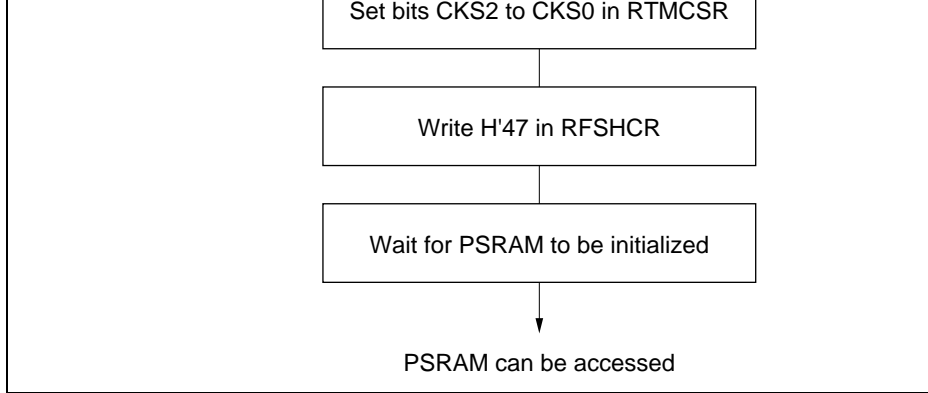 Set bits CKS2 to CKS0 in RTMCSR
Write H'47 in RFSHCR
Wait for PSRAM to be initialized
PSRAM can be accessed